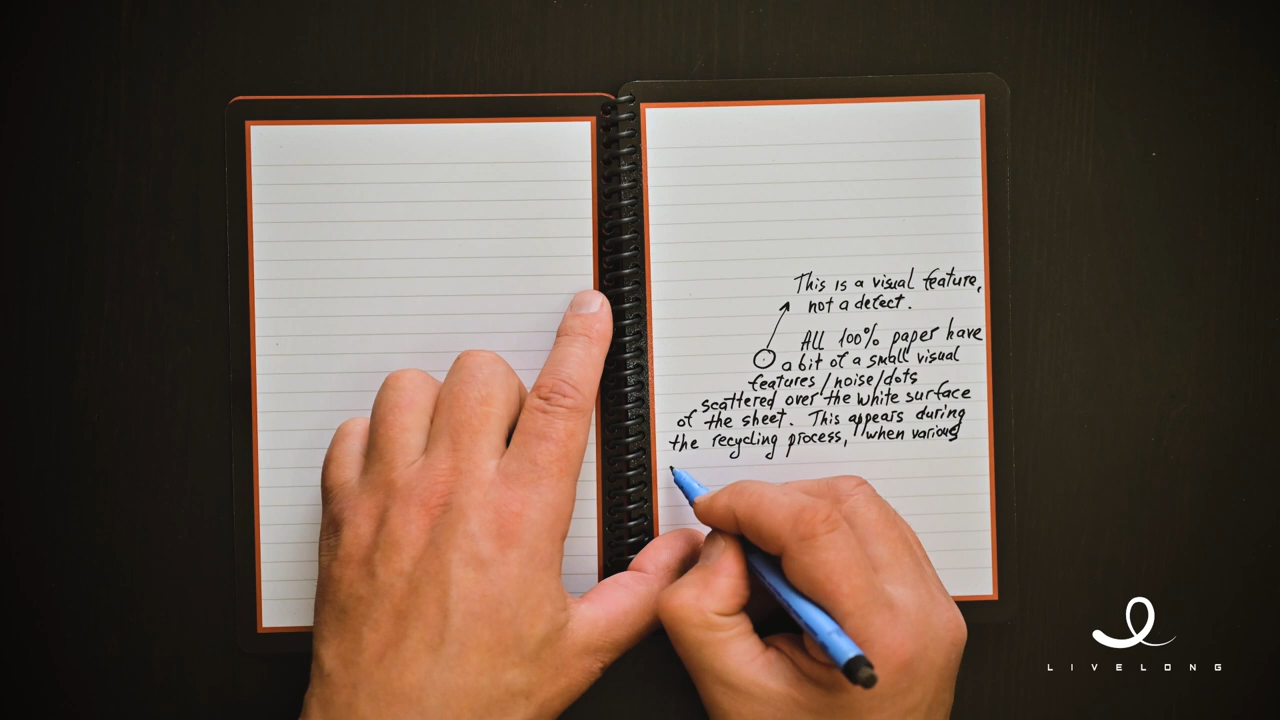 This is a visual feature,
not a defect.
All 100% paper have
a bit of a small visual
features/noise/dots
scattered over the white surface
of the sheet. This appears during
the recycling process, when various
LIVELONG